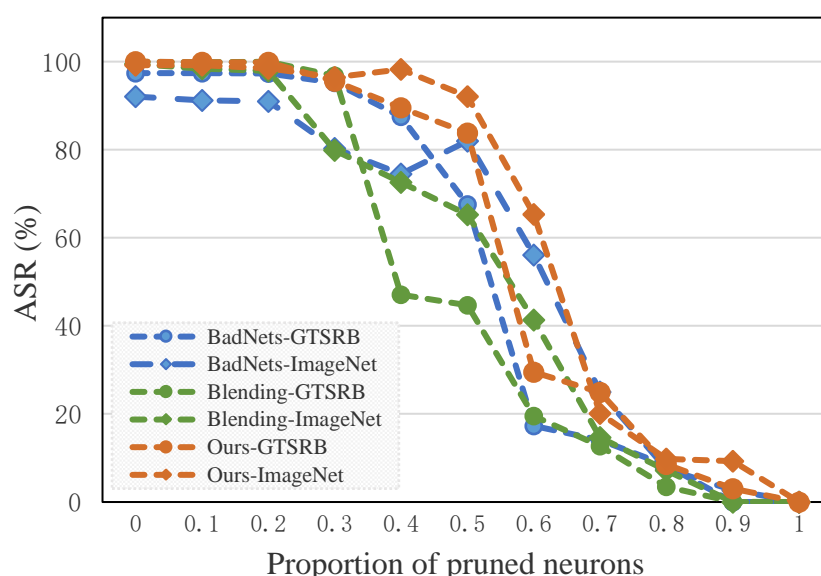 ASR (%)
100
80
60
40
20
0
BadNets-GTSRB
BadNets-ImageNet
Blending-GTSRB
Blending-ImageNet
Ours-GTSRB
Ours-ImageNet
0 0.1 0.2 0.3 0.4 0.5 0.6 0.7 0.8 0.9 1
Proportion of pruned neurons